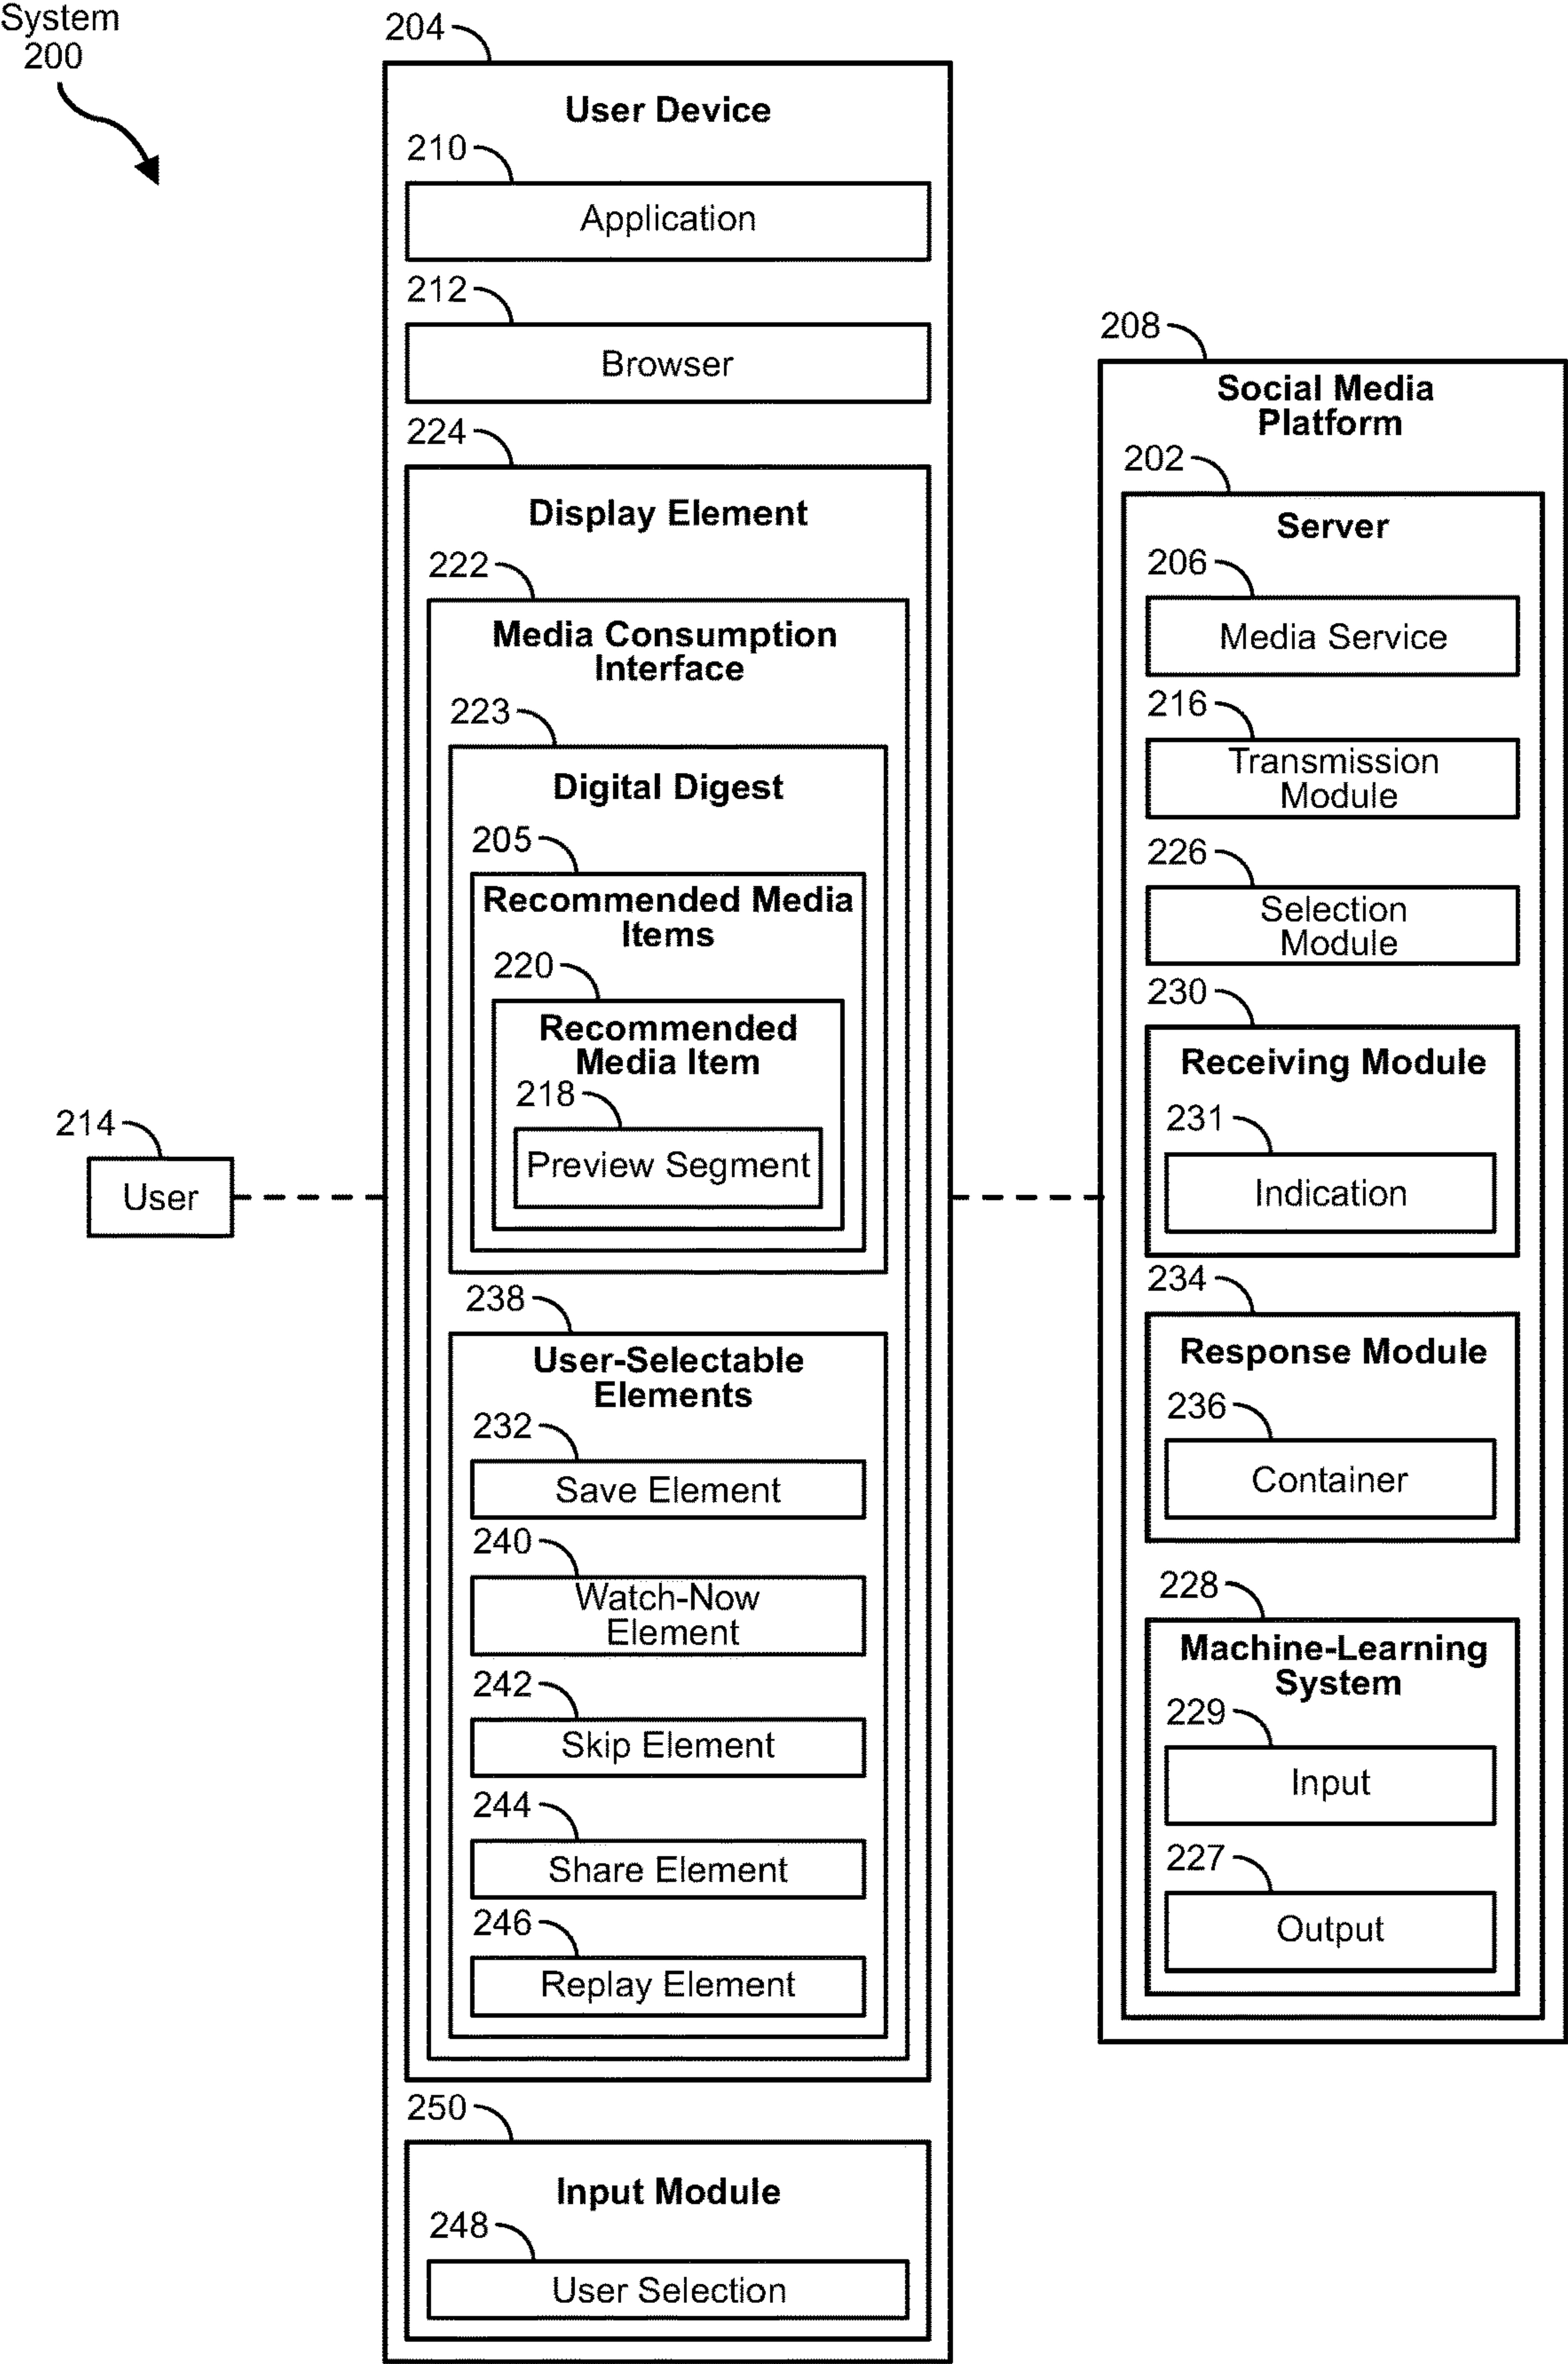 System
200
204
User Device
210
Application
212
Browser
224
Display Element
222
Media Consumption
Interface
223
Digital Digest
205
Recommended Media
Items
220
Recommended
Media Item
218
Preview Segment
214
User
238
User-Selectable
Elements
232
Save Element
240
Watch-Now
Element
242
Skip Element
244
Share Element
246
Replay Element
250
Input Module
248
User Selection
208
Social Media
Platform
202
Server
206
Media Service
216
Transmission
Module
226
Selection
Module
230
Receiving Module
231
Indication
234
Response Module
236
Container
228
Machine-Learning
System
229
Input
227
Output